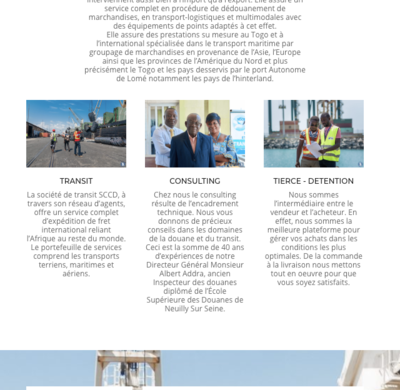 interviennent aussi bien à l'import qu'à l'export. Elle assure un
service complet en procédure de dédouanement de
marchandises, en transport-logistiques et multimodales avec
des équipements de points adaptés à cet effet.
Elle assure des prestations su mesure au Togo et à
l'international spécialisée dans le transport maritime par
groupage de marchandises en provenance de l'Asie, l'Europe
ainsi que les provinces de l'Amérique du Nord et plus
précisément le Togo et les pays desservis par le port Autonome
de Lomé notamment les pays de l'hinterland.
TRANSIT
La société de transit SCCD, à
travers son réseau d'agents,
offre un service complet
d'expédition de fret
international reliant
l'Afrique au reste du monde.
Le portefeuille de services
comprend les transports
terriens, maritimes et
aériens.
CONSULTING
Chez nous le consulting
résulte de l'encadrement
technique. Nous vous
donnons de précieux
conseils dans les domaines
de la douane et du transit.
Ceci est la somme de 40 ans
d'expériences de notre
Directeur Général Monsieur
Albert Addra, ancien
Inspecteur des douanes
diplômé de l'École
Supérieure des Douanes de
Neuilly Sur Seine.
TIERCE - DETENTION
Nous sommes
l'intermédiaire entre le
vendeur et l'acheteur. En
effet, nous sommes la
meilleure plateforme pour
gérer vos achats dans les
conditions les plus
optimales. De la commande
à la livraison nous mettons
tout en oeuvre pour que
vous soyez satisfaits.